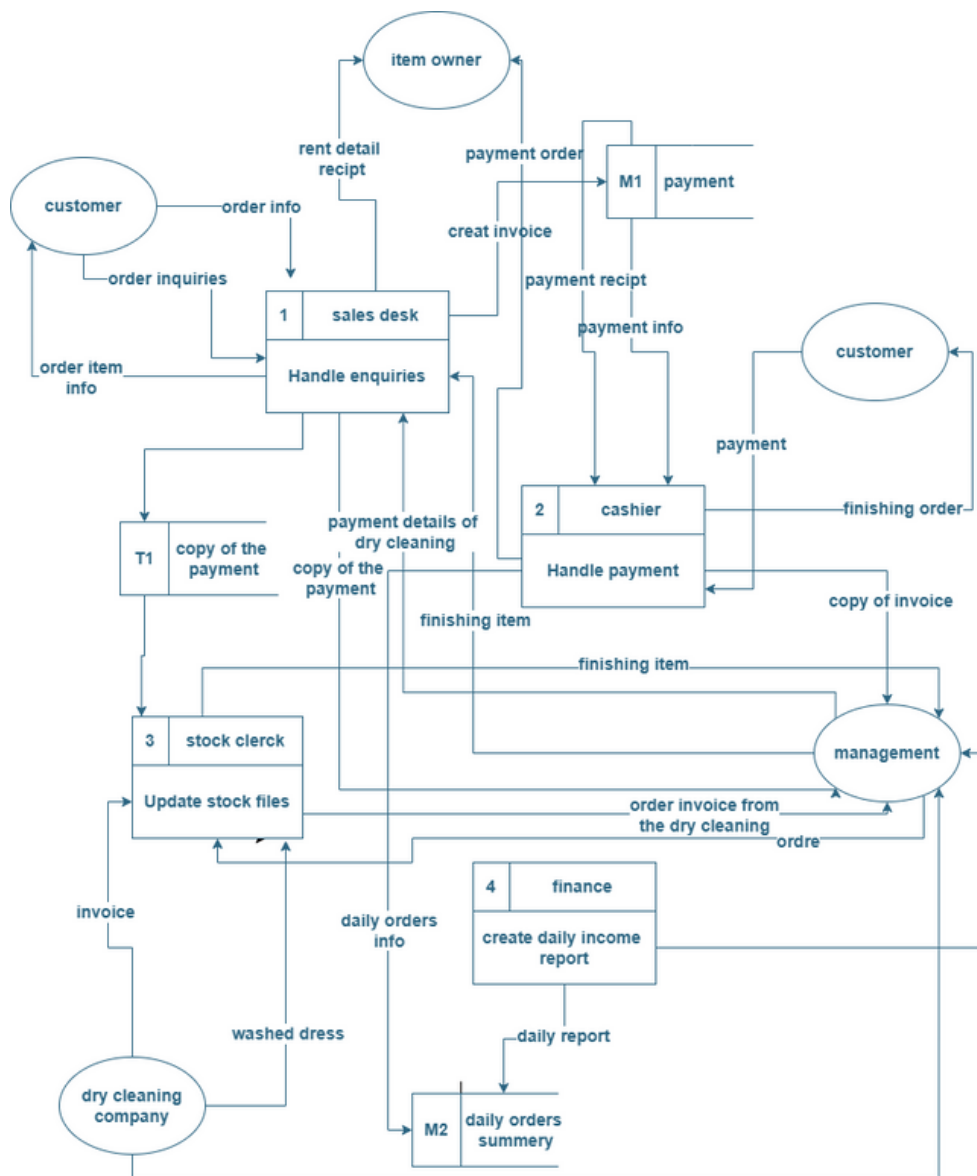 item owner
rent detail
recipt
payment order
M1
payment
customer
order info
creat invoice
order inquiries
payment recipt
1
sales desk
payment info
customer
order item
info
Handle enquiries
payment
2
cashier
finishing order
T1
copy of the
payment
payment details of
dry cleaning
copy of the
payment
Handle payment
copy of invoice
finishing item
finishing item
3
stock clerck
management
Update stock files
order invoice from
the dry cleaning
ordre
4
finance
invoice
daily orders
info
create daily income
report
washed dress
daily report
dry cleaning
company
M2
daily orders
summery